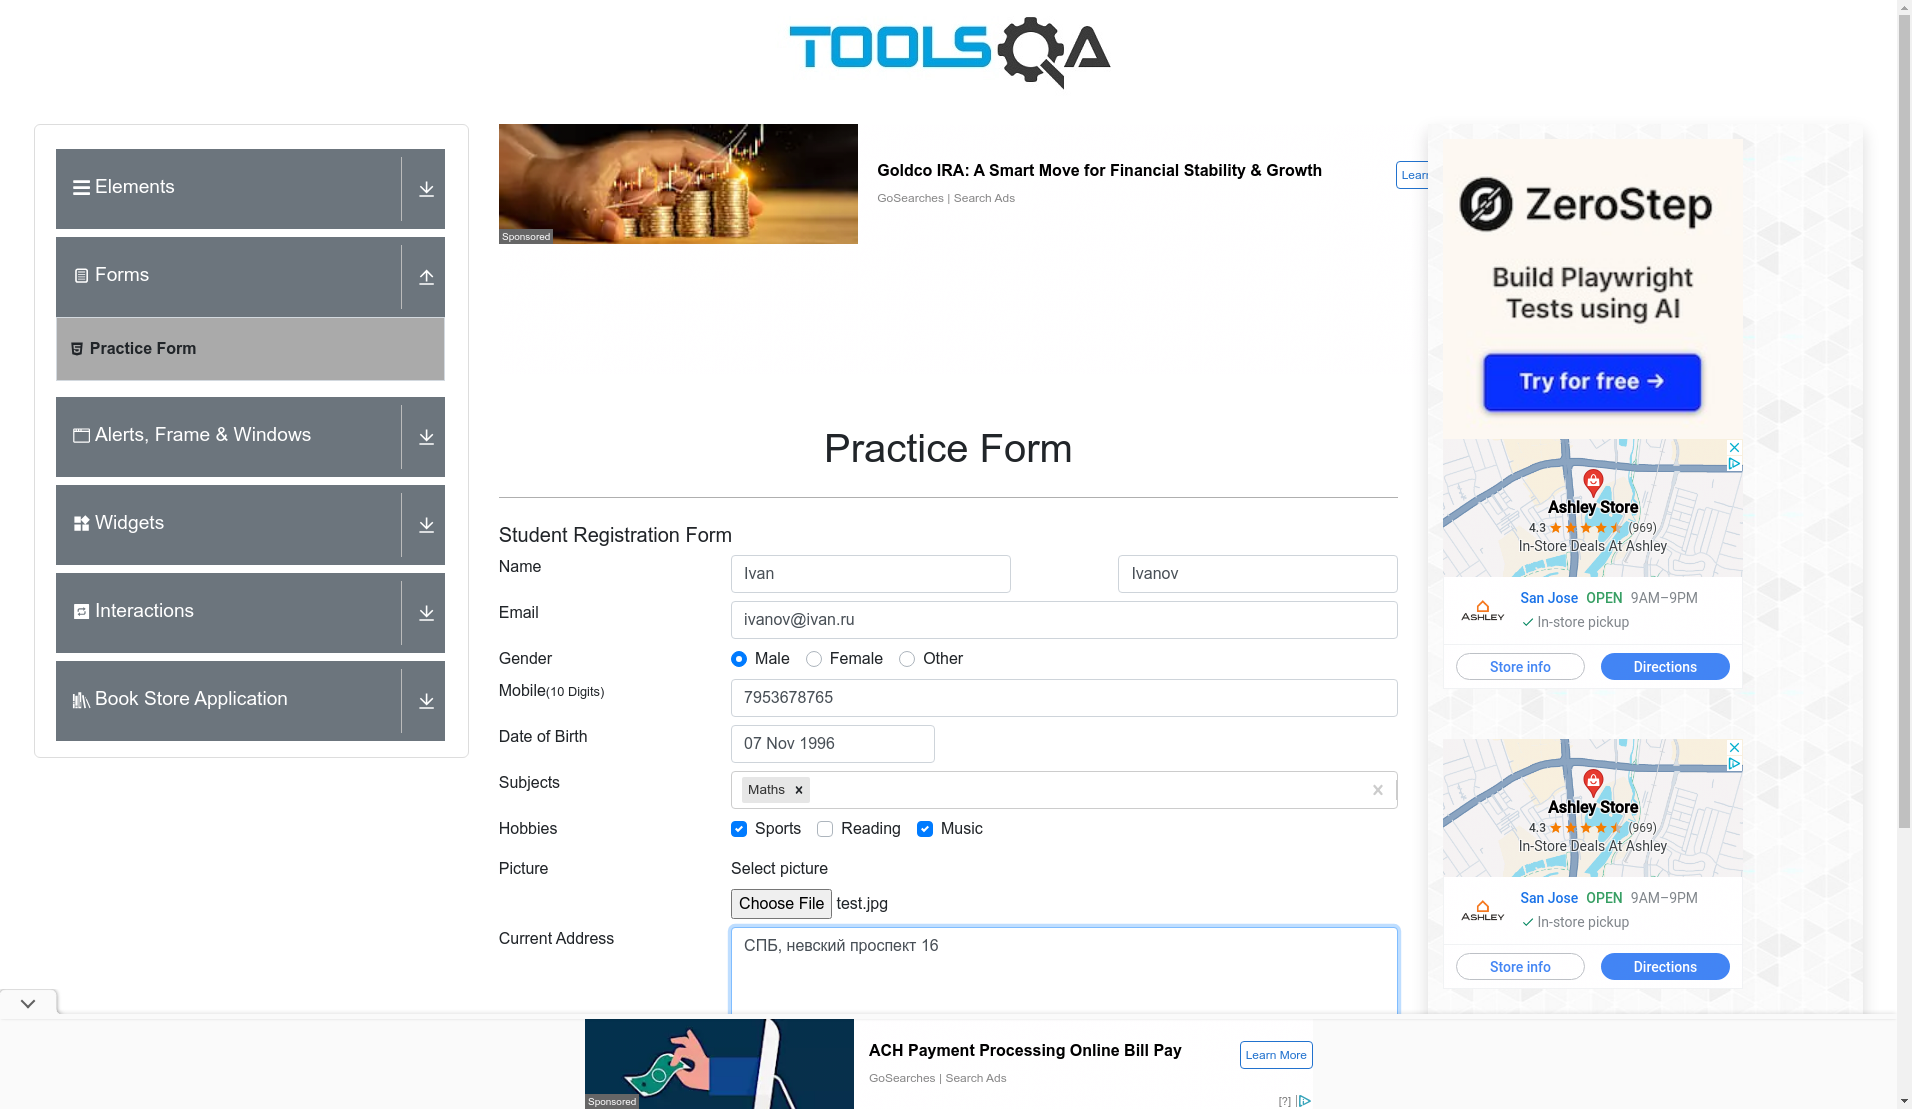 TOOLSQA
Elements
Forms
Practice Form
Alerts, Frame & Windows
Widgets
Interactions
Book Store Application
Sponsored
Goldco IRA: A Smart Move for Financial Stability & Growth
GoSearches | Search Ads
Learn
Practice Form
Student Registration Form
Name
Ivan
Ivanov
Email
ivanov@ivan.ru
Gender
Male
Female
Other
Mobile(10 Digits)
7953678765
Date of Birth
07 Nov 1996
Subjects
Maths
Hobbies
Sports
Reading
Music
Picture
Select picture
Choose File test.jpg
Current Address
СПБ, невский проспект 16
ZeroStep
Build Playwright
Tests using AI
Try for free →
Ashley Store
4.3 (969)
In-Store Deals At Ashley
ASHLEY
San Jose OPEN 9AM–9PM
In-store pickup
Store info
Directions
Ashley Store
4.3 (969)
In-Store Deals At Ashley
ASHLEY
San Jose OPEN 9AM–9PM
In-store pickup
Store info
Directions
Sponsored
ACH Payment Processing Online Bill Pay
GoSearches | Search Ads
Learn More
[?]